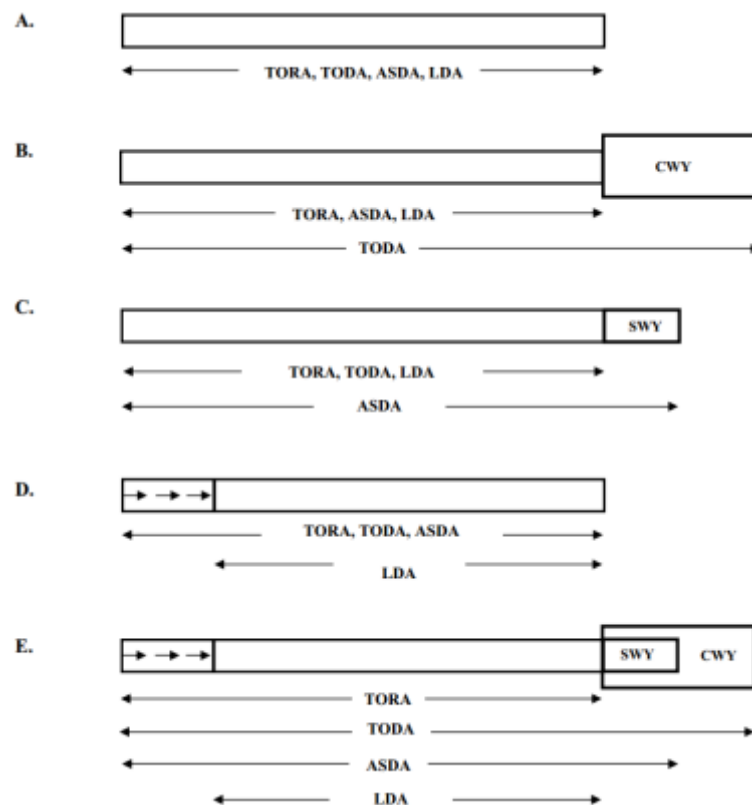 A.
TORA, TODA, ASDA, LDA
B.
CWY
TORA, ASDA, LDA
TODA
C.
SWY
TORA, TODA, LDA
ASDA
D.
TORA, TODA, ASDA
LDA
E.
SWY CWY
TORA
TODA
ASDA
LDA